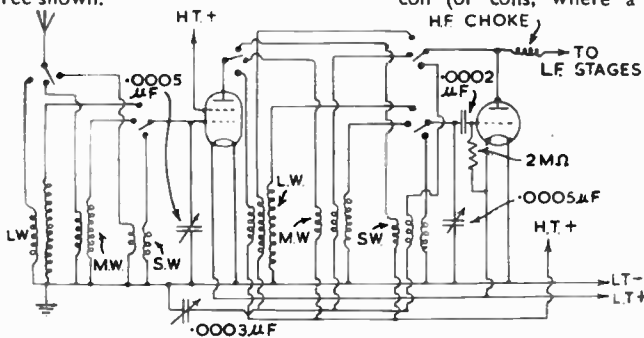 ree shown.
coil (or coils, where a
H.F. CHOKE
H.T.+
.0005
μF
.0002
μF
TO
L.F. STAGES
2MΩ
.0005μF
H.T.+
L.W.
LW
M.W.
S.W
M.W.
SW
LT-
L.T+
.0003μF